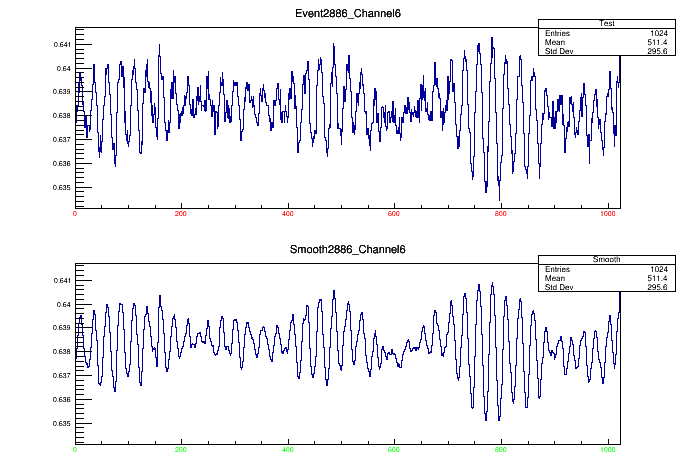 Event2886_Channel6
Test
Entries 1024
Mean 511.4
Std Dev 295.6
0.641
0.64
0.639
0.638
0.637
0.636
0.635
0 200 400 600 800 1000
Smooth2886_Channel6
Smooth
Entries 1024
Mean 511.4
Std Dev 295.6
0.641
0.64
0.639
0.638
0.637
0.636
0.635
0 200 400 600 800 1000